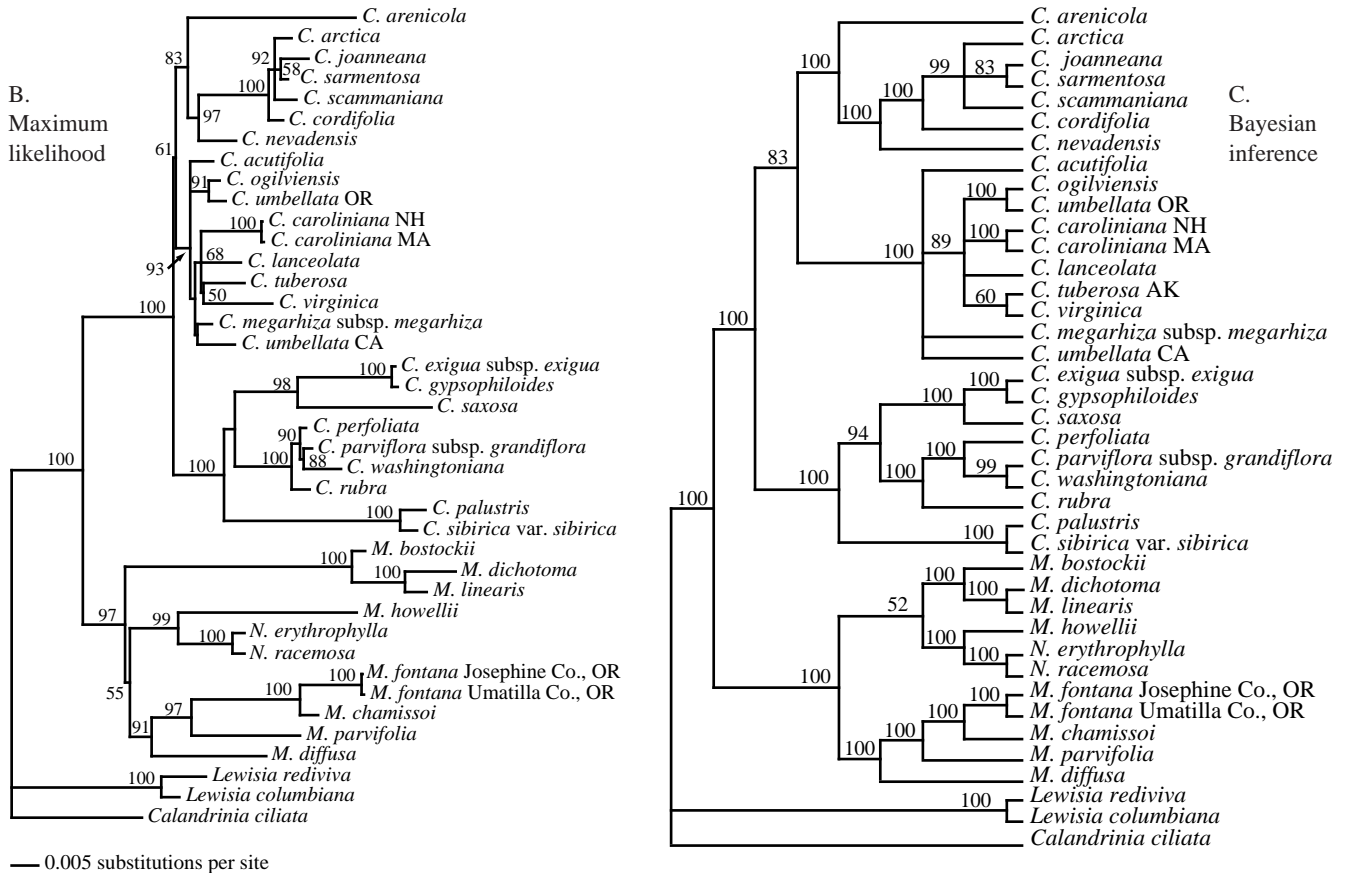 B.
Maximum
likelihood
C. arenicola
83
C. arctica
92
C. joanneana
58
C. sarmentosa
100
C. scammaniana
C. cordifolia
97
C. nevadensis
61
C. acutifolia
91
C. ogilviensis
C. umbellata OR
100
C. caroliniana NH
C. caroliniana MA
93
68
C. lanceolata
C. tuberosa
50
C. virginica
100
C. megarhiza subsp. megarhiza
C. umbellata CA
100
C. exigua subsp. exigua
98
C. gypsophiloides
C. saxosa
C. perfoliata
90
C. parviflora subsp. grandiflora
100
88
C. washingtoniana
100
C. rubra
100
C. palustris
C. sibirica var. sibirica
100
M. bostockii
100
100
M. dichotoma
M. linearis
97
99
M. howellii
100
N. erythrophylla
N. racemosa
100
M. fontana Josephine Co., OR
55
100
M. fontana Umatilla Co., OR
97
M. chamissoi
91
M. parvifolia
M. diffusa
100
Lewisia rediviva
Lewisia columbiana
Calandrinia ciliata
0.005 substitutions per site
C.
Bayesian
inference
C. arenicola
C. arctica
100
99
83
C. joanneana
C. sarmentosa
100
C. scammaniana
100
C. cordifolia
C. nevadensis
83
C. acutifolia
100
C. ogilviensis
C. umbellata OR
100
C. caroliniana NH
89
C. caroliniana MA
100
C. lanceolata
60
C. tuberosa AK
C. virginica
100
C. megarhiza subsp. megarhiza
C. umbellata CA
100
C. exigua subsp. exigua
100
C. gypsophiloides
C. saxosa
94
100
C. perfoliata
99
C. parviflora subsp. grandiflora
100
C. washingtoniana
100
C. rubra
100
C. palustris
C. sibirica var. sibirica
100
100
M. bostockii
100
M. dichotoma
52
M. linearis
100
M. howellii
100
N. erythrophylla
N. racemosa
100
100
M. fontana Josephine Co., OR
100
M. fontana Umatilla Co., OR
100
M. chamissoi
100
M. parvifolia
M. diffusa
100
Lewisia rediviva
Lewisia columbiana
Calandrinia ciliata